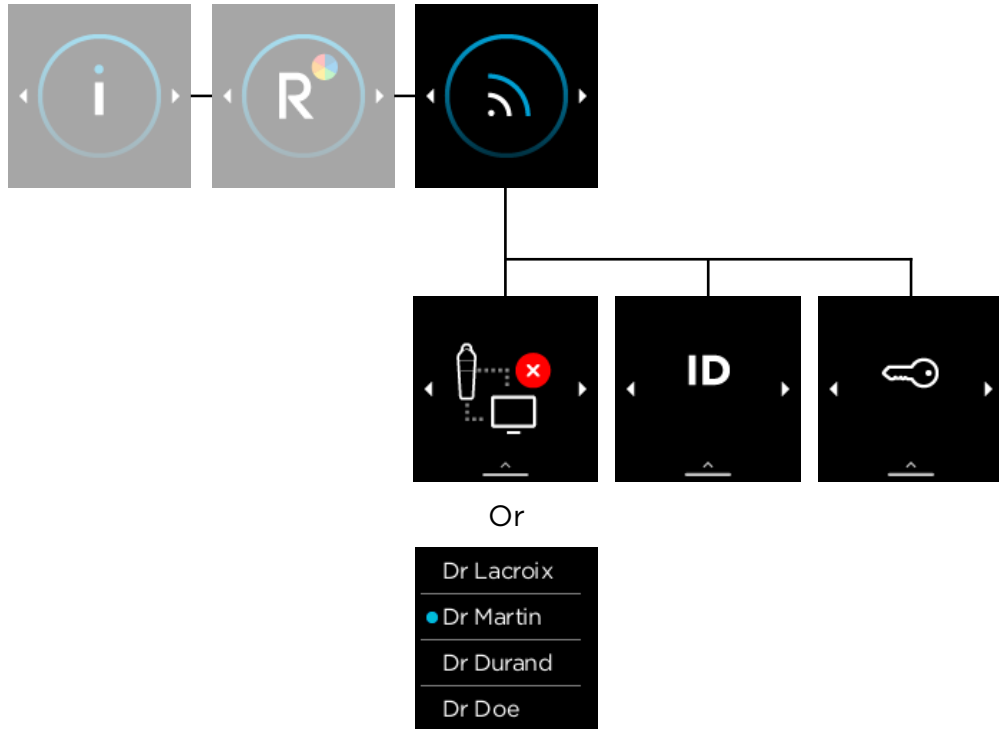 i
R
ID
Or
Dr Lacroix
Dr Martin
Dr Durand
Dr Doe